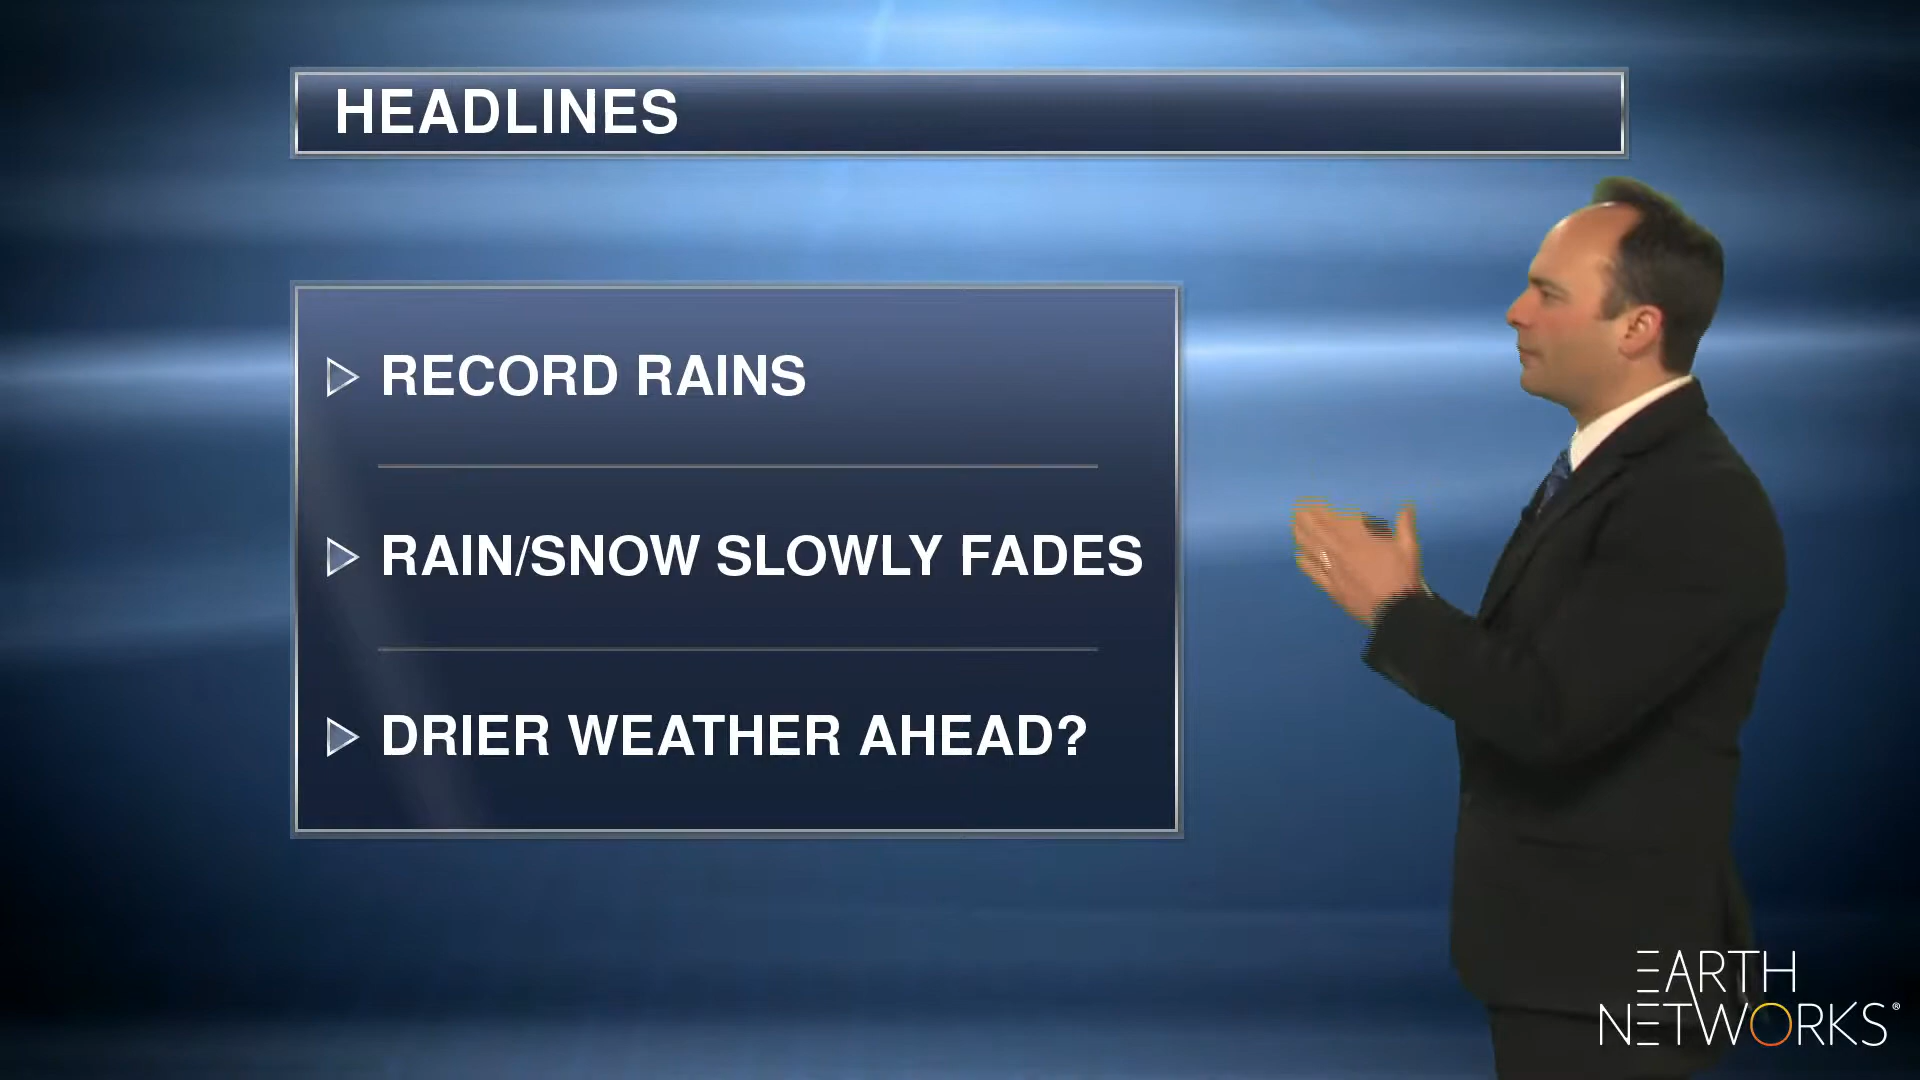 HEADLINES
RECORD RAINS
RAIN/SNOW SLOWLY FADES
DRIER WEATHER AHEAD?
EARTH
NETWORKS®